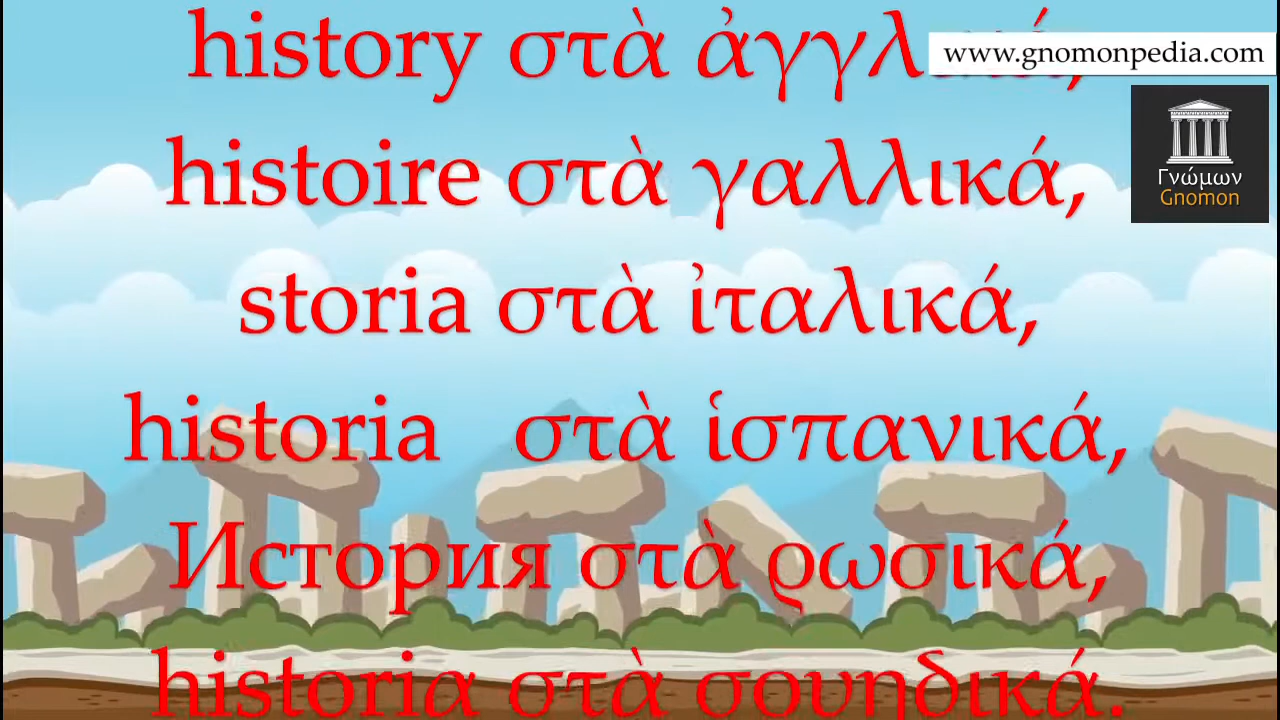 history στὰ
www.gnomonpedia.com
Γνώμων
Gnomon
histoire στὰ γαλλικά,
storia στὰ ἰταλικά,
historia στὰ ἱσπανικά,
История στὰ ρωσικά,
historia στὰ σουηδικά.